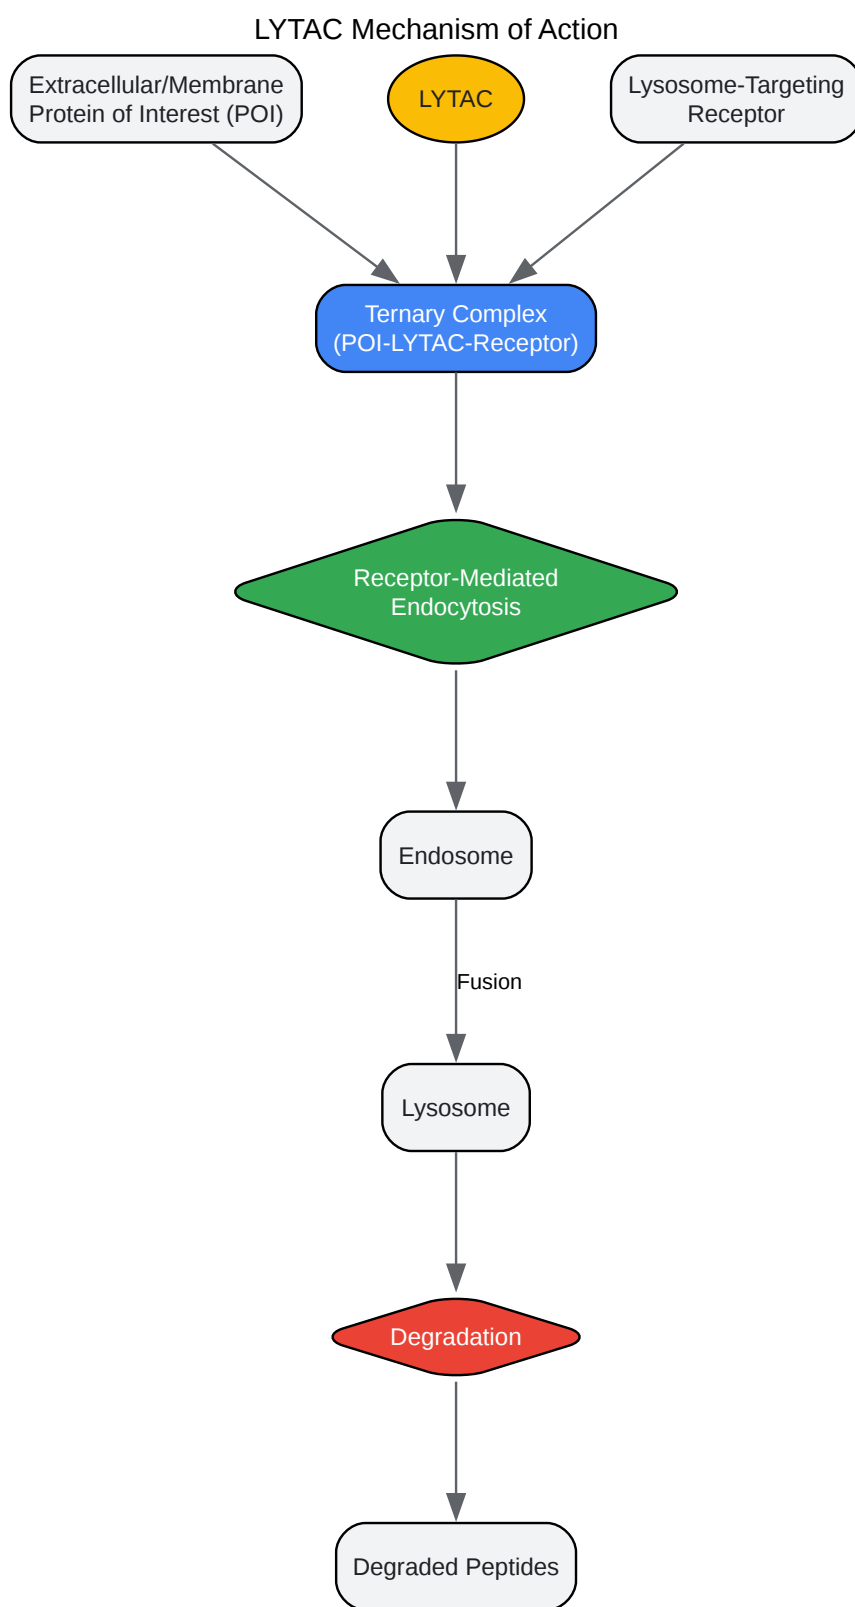 LYTAC Mechanism of Action
Extracellular/Membrane
Protein of Interest (POI)
LYTAC
Lysosome-Targeting
Receptor
Ternary Complex
(POI-LYTAC-Receptor)
Receptor-Mediated
Endocytosis
Endosome
Fusion
Lysosome
Degradation
Degraded Peptides